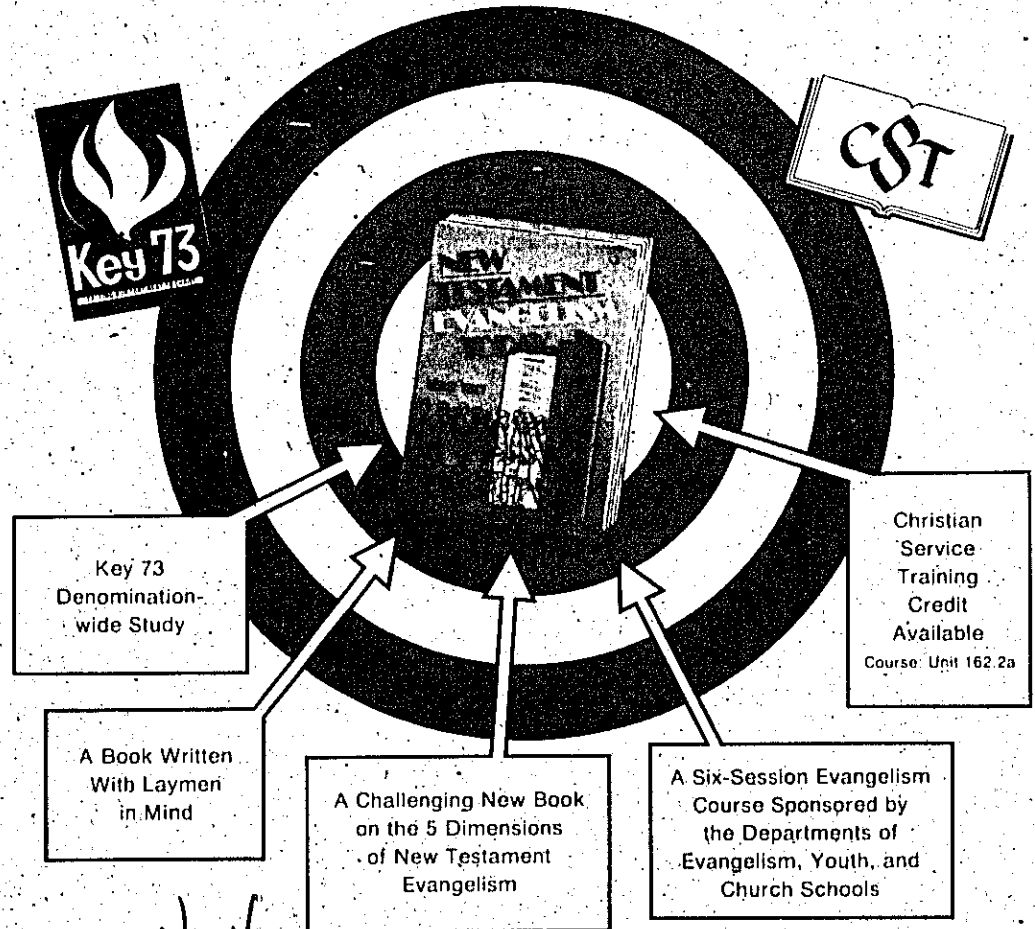 Key 73
CST
NEW
TESTAMENT
EVANGELISM
Key 73
Denomination-
wide Study
A Book Written
With Laymen
in Mind
A Challenging New Book
on the 5 Dimensions
of New Testament
Evangelism
A Six-Session Evangelism
Course Sponsored by
the Departments of
Evangelism, Youth, and
Church Schools
Christian
Service
Training
Credit
Available
Course: Unit 162.2a